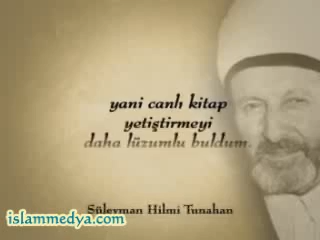 yani canlı kitap
yetiştirmeyi
daha lüzumlu buldum.
Süleyman Hilmi Tunahan
islammedya.com